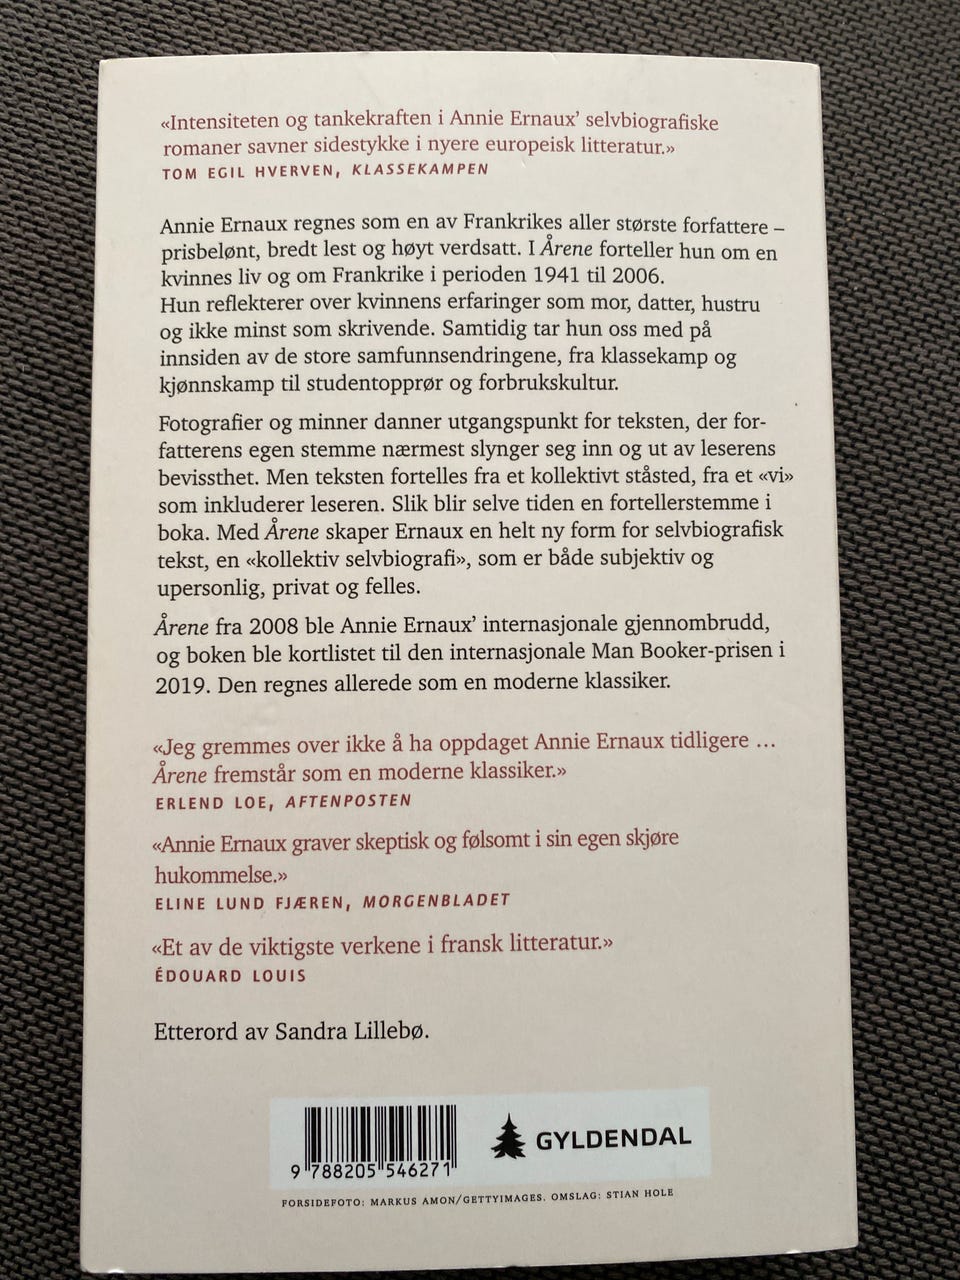 «Intensiteten og tankekraften i Annie Ernaux’ selvbiografiske
romaner savner sidestykke i nyere europeisk litteratur.»
TOM EGIL HVERVEN, KLASSEKAMPEN
Annie Ernaux regnes som en av Frankrikes aller største forfattere –
prisbelønt, bredt lest og høyt verdsatt. I Årene forteller hun om en
kvinnes liv og om Frankrike i perioden 1941 til 2006.
Hun reflekterer over kvinnens erfaringer som mor, datter, hustru
og ikke minst som skrivende. Samtidig tar hun oss med på
innsiden av de store samfunnsendringene, fra klassekamp og
kjønnskamp til studentopprør og forbrukskultur.
Fotografier og minner danner utgangspunkt for teksten, der for-
fatterens egen stemme nærmest slynger seg inn og ut av leserens
bevissthet. Men teksten fortelles fra et kollektivt ståsted, fra et «vi»
som inkluderer leseren. Slik blir selve tiden en fortellerstemme i
boka. Med Årene skaper Ernaux en helt ny form for selvbiografisk
tekst, en «kollektiv selvbiografi», som er både subjektiv og
upersonlig, privat og felles.
Årene fra 2008 ble Annie Ernaux’ internasjonale gjennombrudd,
og boken ble kortlistet til den internasjonale Man Booker-prisen i
2019. Den regnes allerede som en moderne klassiker.
«Jeg gremmes over ikke å ha oppdaget Annie Ernaux tidligere …
Årene fremstår som en moderne klassiker.»
ERLEND LOE, AFTENPOSTEN
«Annie Ernaux graver skeptisk og følsomt i sin egen skjøre
hukommelse.»
ELINE LUND FJÆREN, MORGENBLADET
«Et av de viktigste verkene i fransk litteratur.»
ÉDOUARD LOUIS
Etterord av Sandra Lillebø.
GYLDENDAL
9 788205 546271
FORSIDEFOTO: MARKUS AMON/GETTYIMAGES. OMSLAG: STIAN HOLE